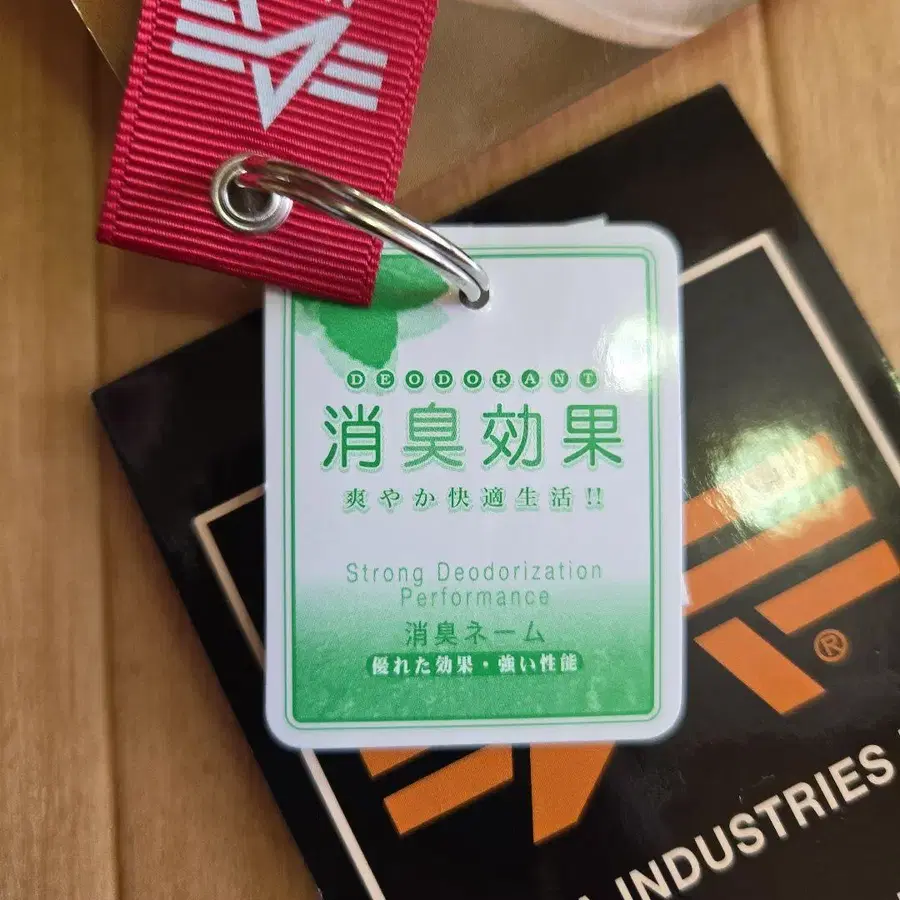 DEODORANT
消臭効果
爽やか快適生活!!
Strong Deodorization
Performance
消臭ネーム
優れた効果・強い性能
®
INDUSTRIES